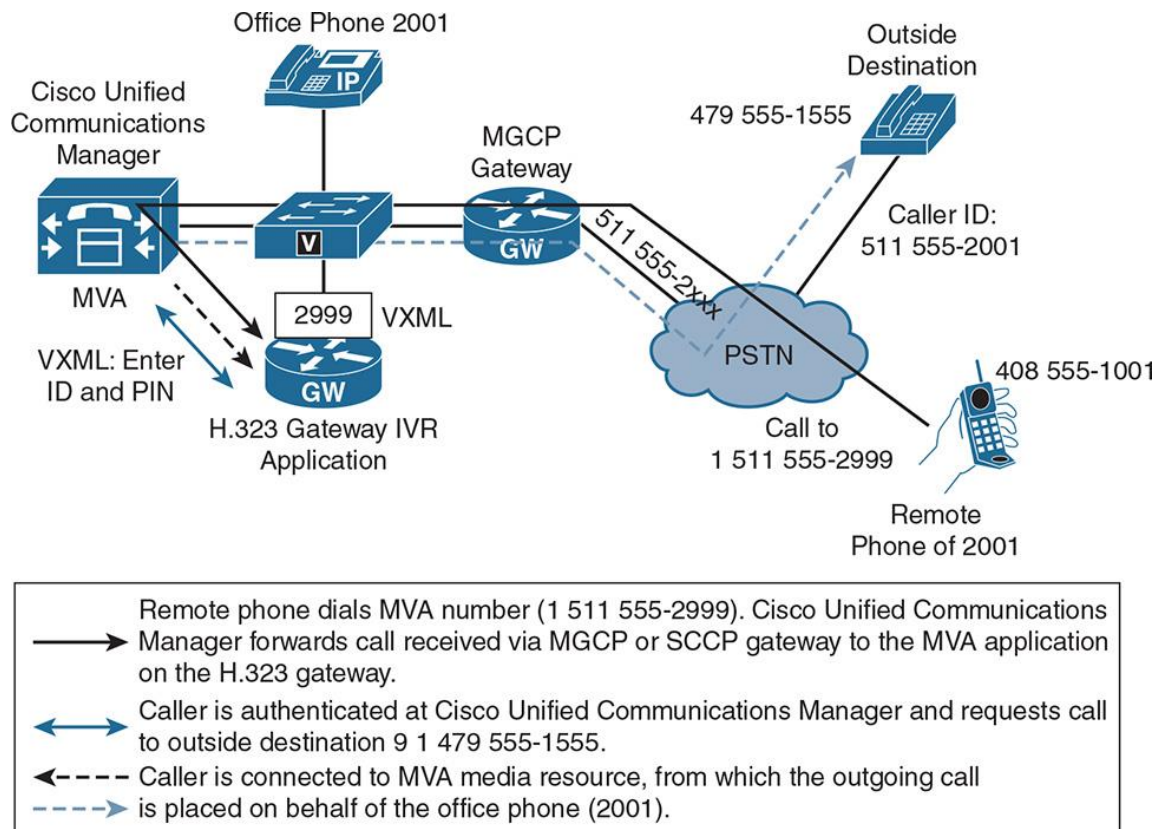 Office Phone 2001
IP
Outside
Destination
Cisco Unified
Communications
Manager
479 555-1555
MGCP
Gateway
Caller ID:
511 555-2001
V
GW
511 555-2xxx
MVA
2999
VXML
PSTN
VXML: Enter
ID and PIN
GW
408 555-1001
H.323 Gateway IVR
Application
Call to
1 511 555-2999
Remote
Phone of 2001
Remote phone dials MVA number (1 511 555-2999). Cisco Unified Communications
Manager forwards call received via MGCP or SCCP gateway to the MVA application
on the H.323 gateway.
Caller is authenticated at Cisco Unified Communications Manager and requests call
to outside destination 9 1 479 555-1555.
Caller is connected to MVA media resource, from which the outgoing call
is placed on behalf of the office phone (2001).